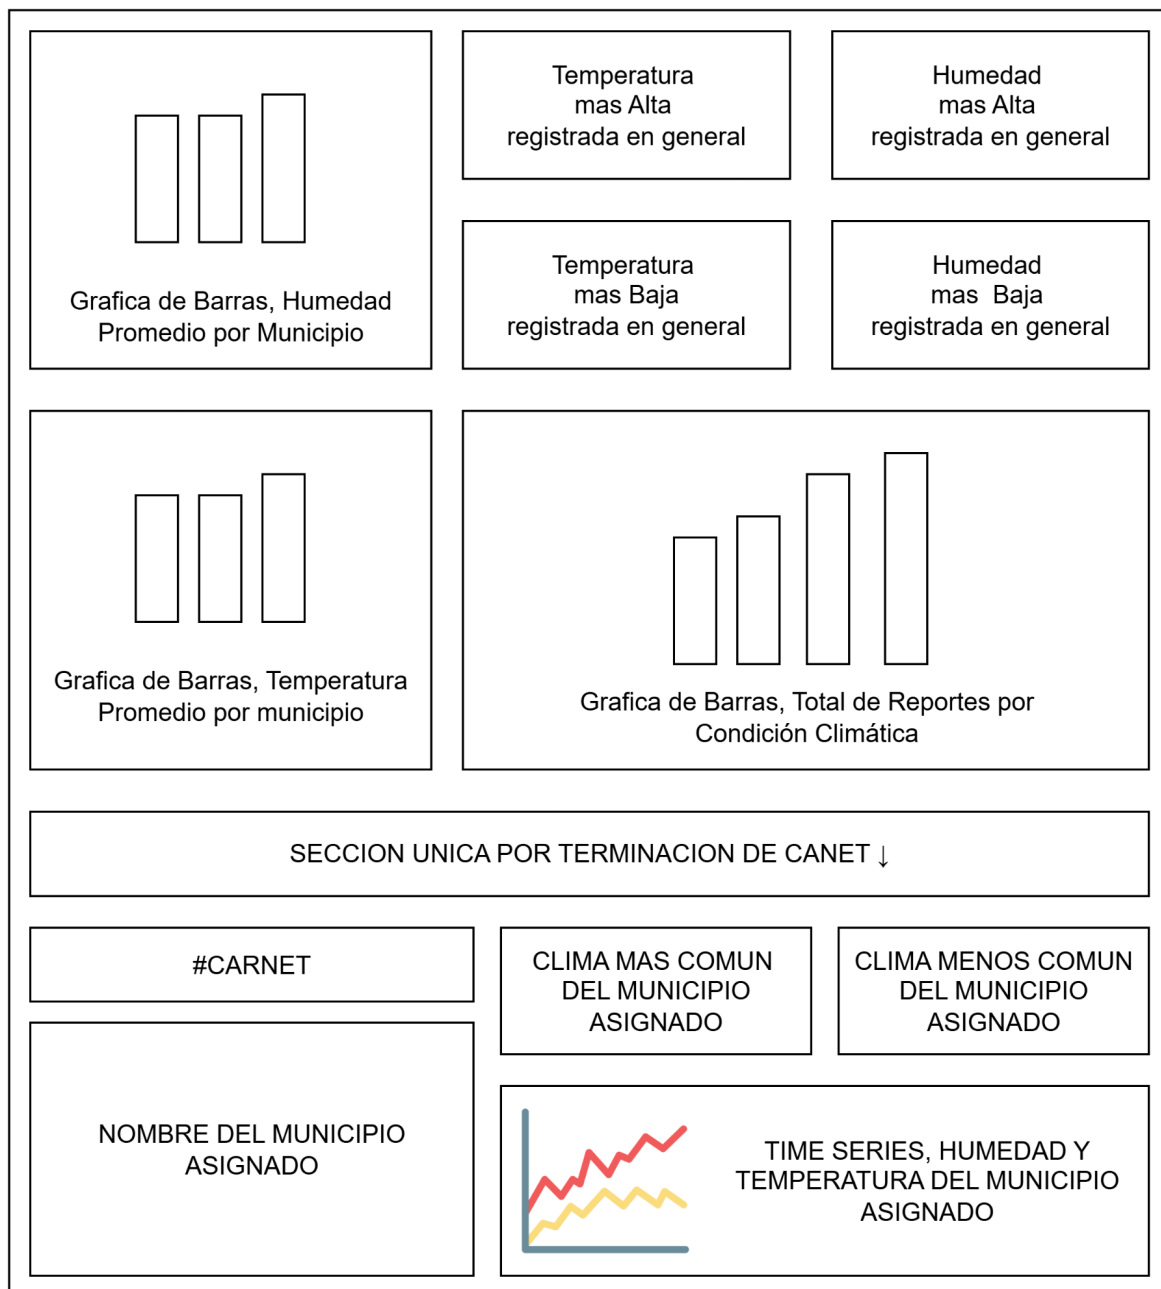 Grafica de Barras, Humedad
Promedio por Municipio
Temperatura
mas Alta
registrada en general
Humedad
mas Alta
registrada en general
Temperatura
mas Baja
registrada en general
Humedad
mas  Baja
registrada en general
Grafica de Barras, Temperatura
Promedio por municipio
Grafica de Barras, Total de Reportes por
Condición Climática
SECCION UNICA POR TERMINACION DE CANET ↓
#CARNET
NOMBRE DEL MUNICIPIO
ASIGNADO
CLIMA MAS COMUN
DEL MUNICIPIO
ASIGNADO
CLIMA MENOS COMUN
DEL MUNICIPIO
ASIGNADO
TIME SERIES, HUMEDAD Y
TEMPERATURA DEL MUNICIPIO
ASIGNADO